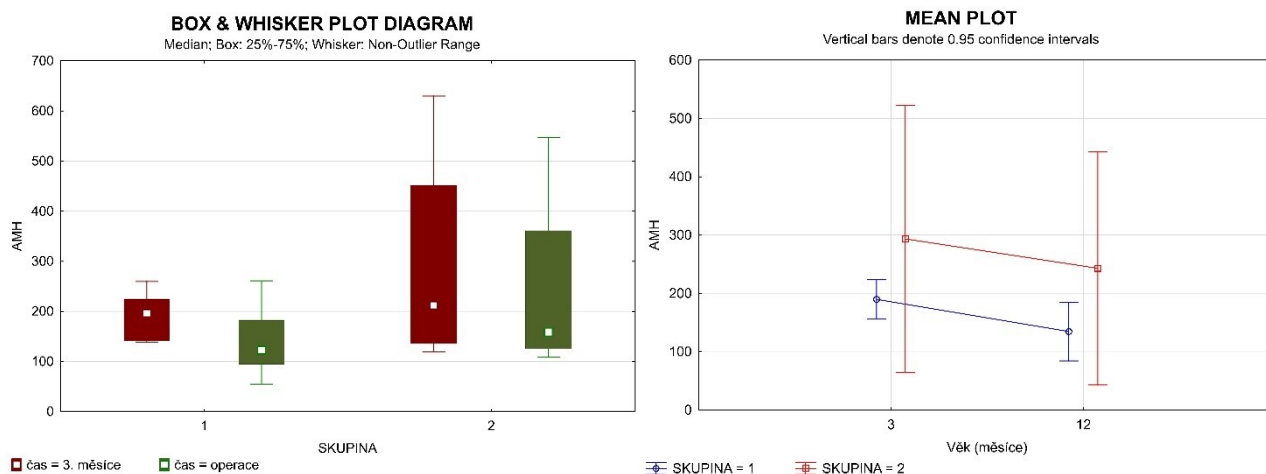 BOX & WHISKER PLOT DIAGRAM
Median; Box: 25%-75%; Whisker: Non-Outlier Range
700
600
500
400
300
200
100
0
AMH
1
2
SKUPINA
čas = 3. měsíce
čas = operace
MEAN PLOT
Vertical bars denote 0.95 confidence intervals
600
500
400
300
200
100
0
AMH
3
12
Věk (měsíce)
SKUPINA = 1
SKUPINA = 2